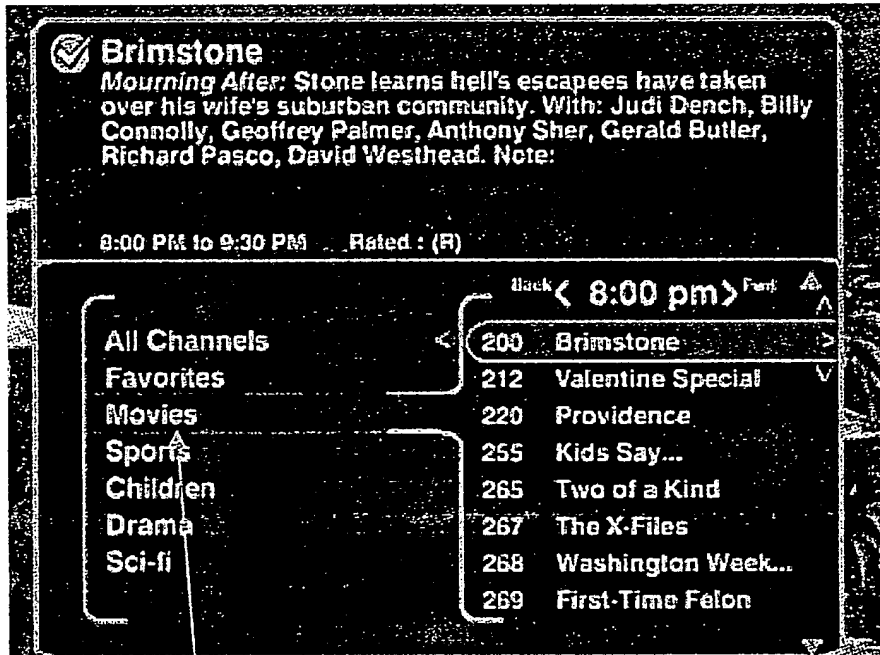 Brimstone
Mourning After: Stone learns hell's escapees have taken
over his wife's suburban community. With: Judi Dench, Billy
Connolly, Geoffrey Palmer, Anthony Sher, Gerald Butler,
Richard Pasco, David Westhead. Note:
8:00 PM to 9:30 PM Rated : (R)
Back < 8:00 pm > Fwd
All Channels
Favorites
Movies
Sports
Children
Drama
Sci-fi
200 Brimstone
212 Valentine Special
220 Providence
255 Kids Say...
265 Two of a Kind
267 The X-Files
268 Washington Week...
269 First-Time Felon